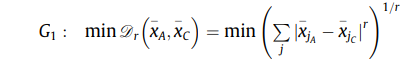 G₁ : min 𝒟ᵣ(x̄_A, x̄_C) = min (∑_j |x̄_{j_A} − x̄_{j_C}|^r)^{1/r}